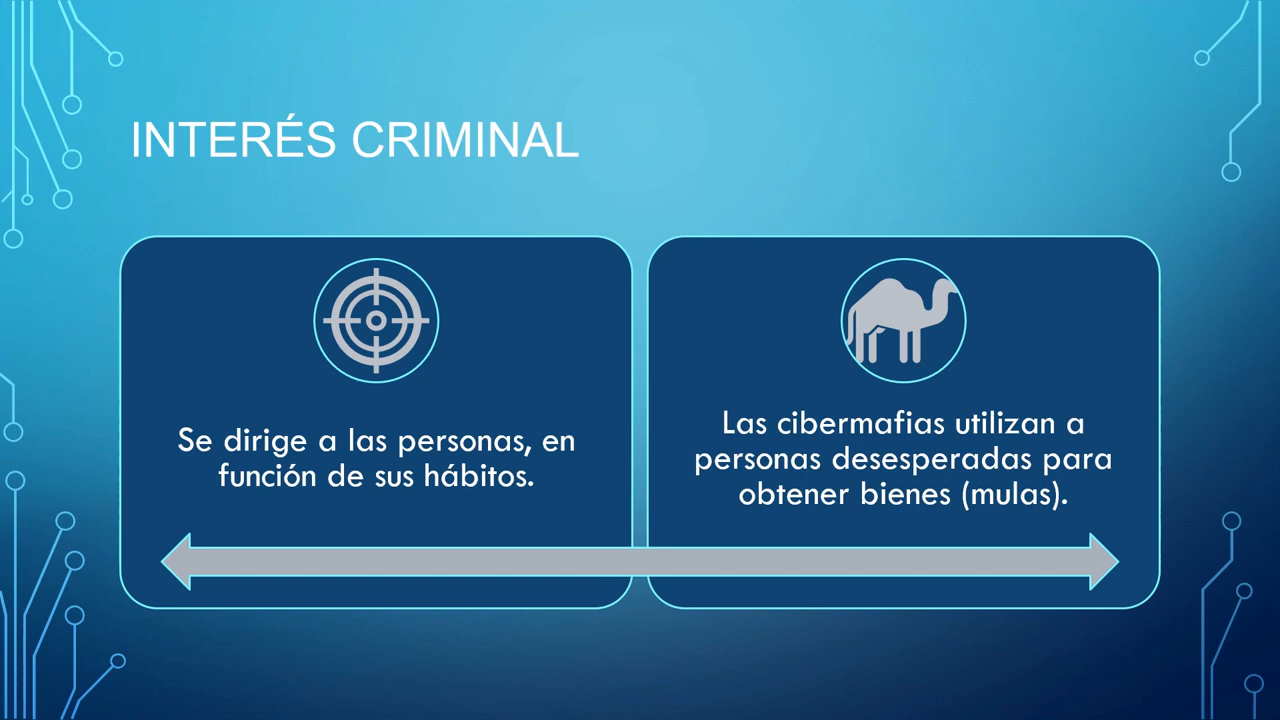 INTERÉS CRIMINAL
Se dirige a las personas, en
función de sus hábitos.
Las cibermafias utilizan a
personas desesperadas para
obtener bienes (mulas).